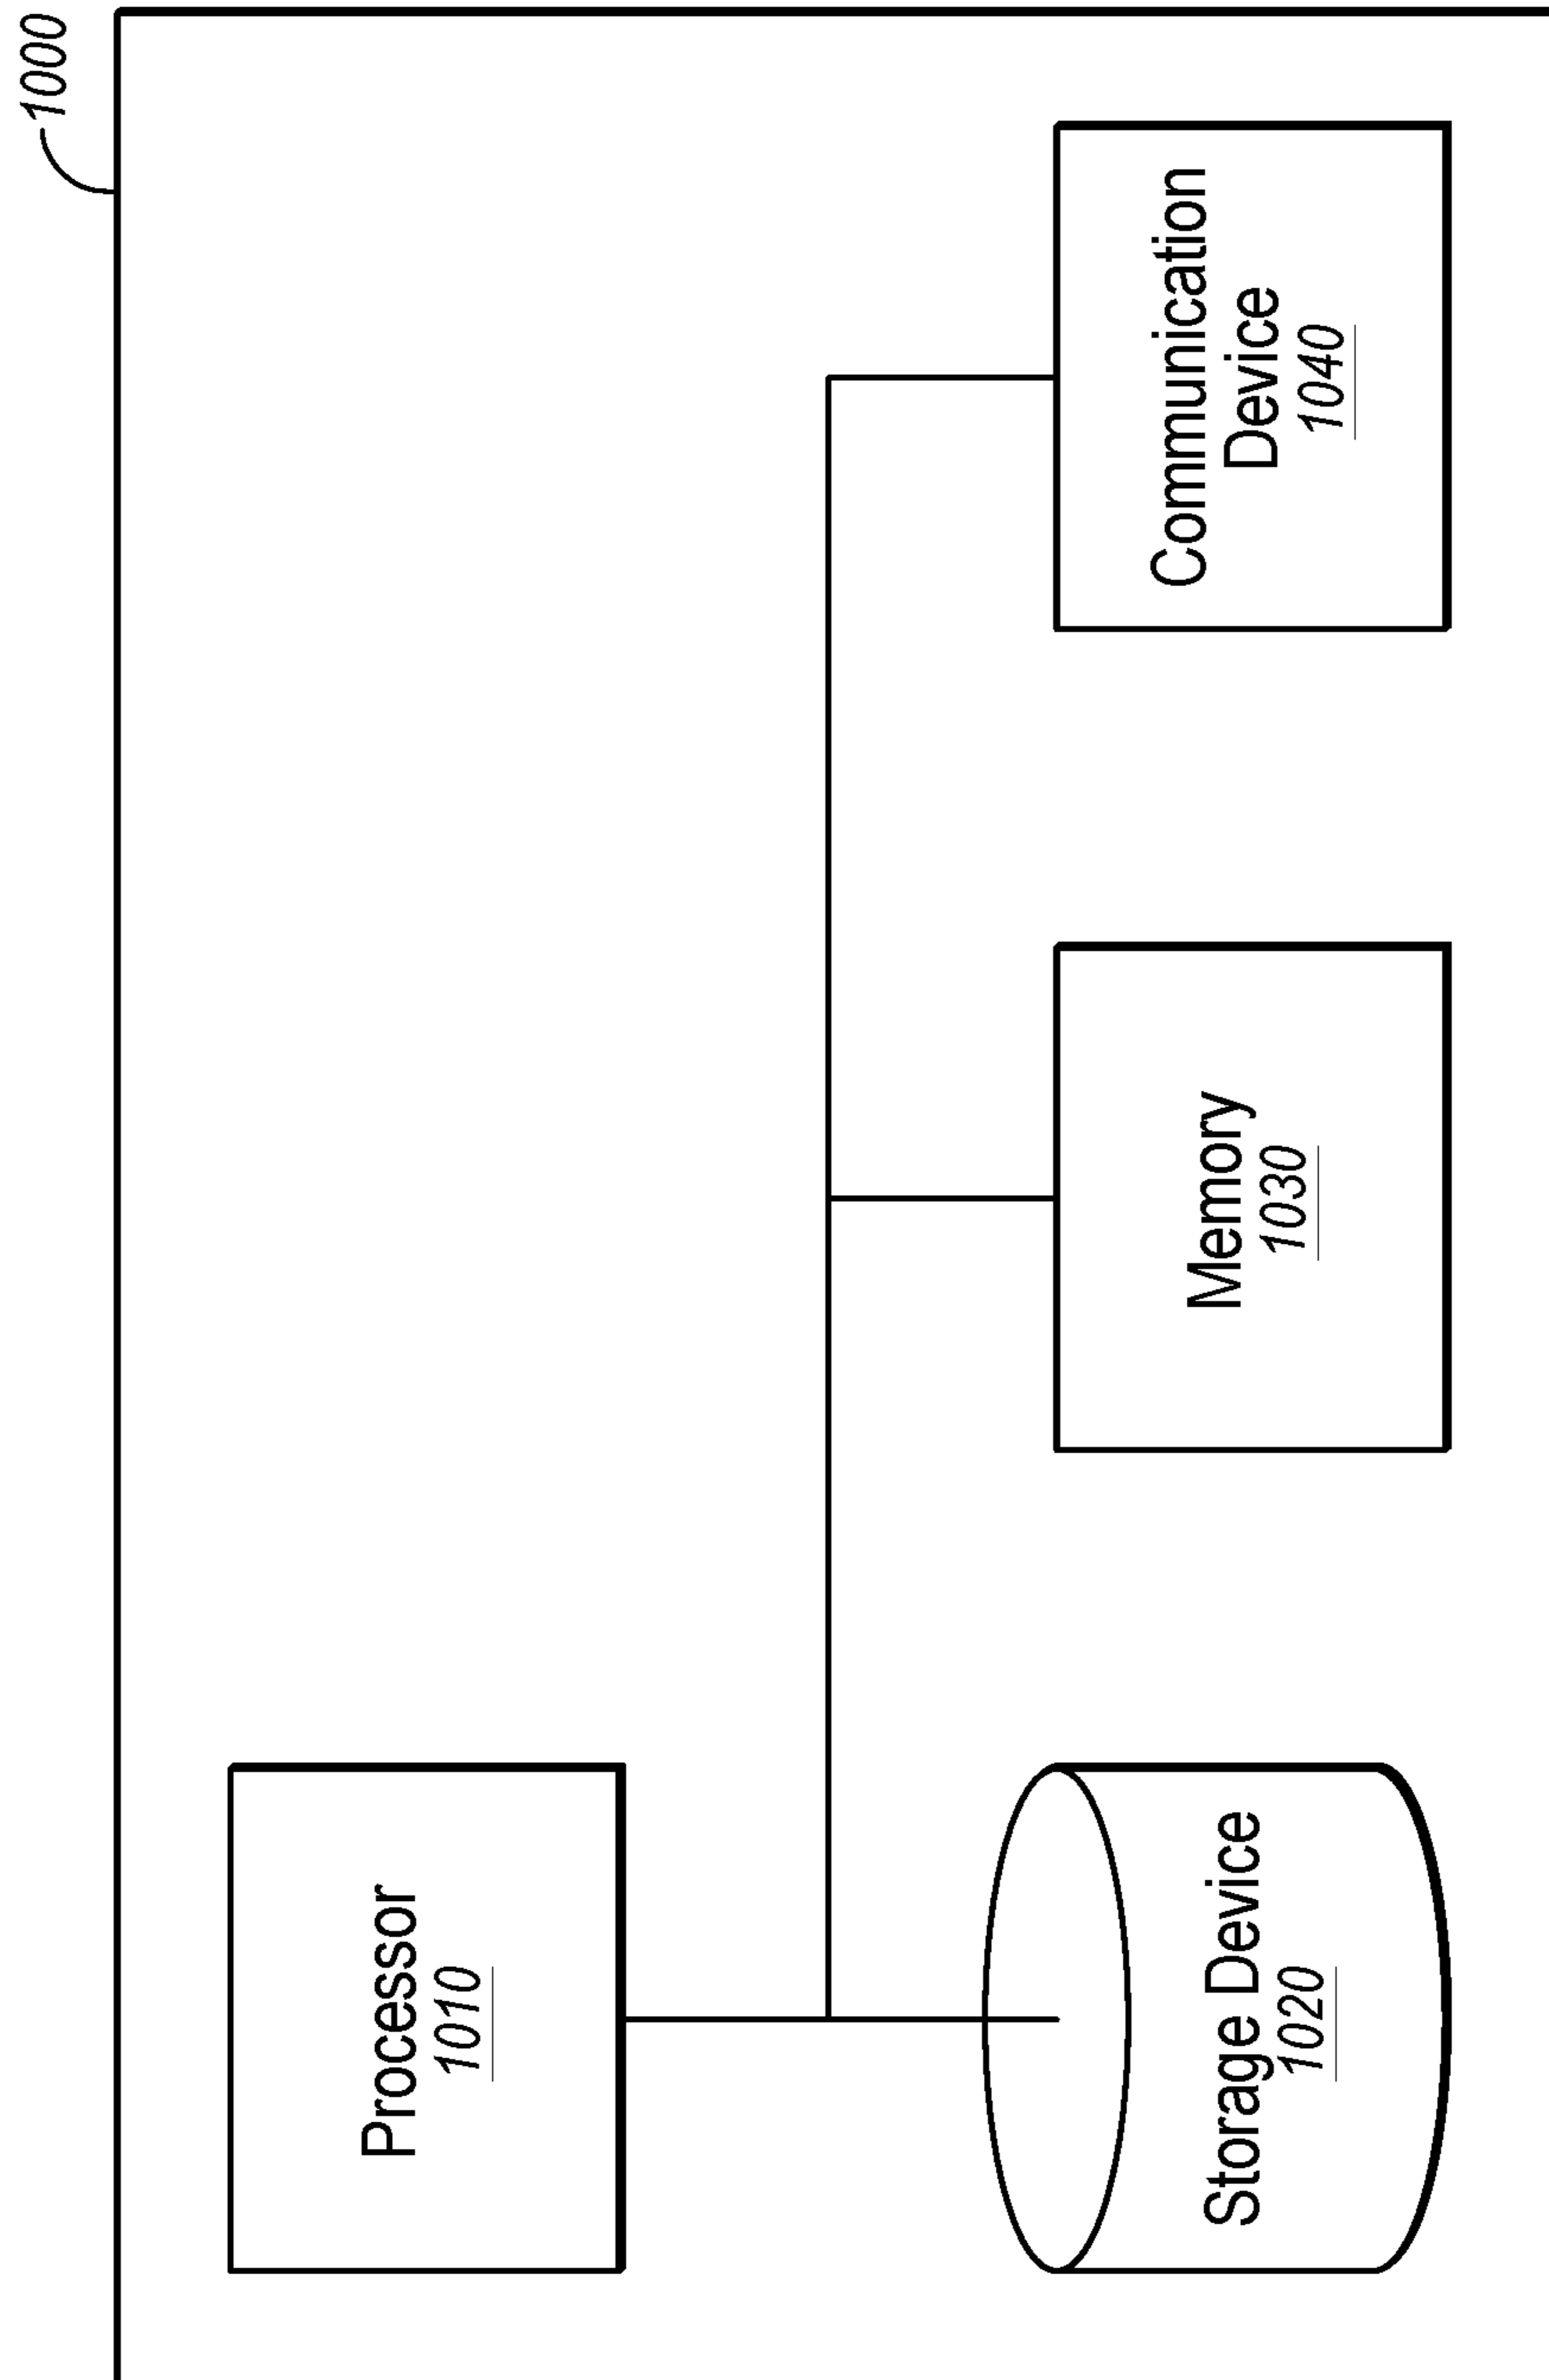 1000
Processor
1010
Storage Device
1020
Memory
1030
Communication
Device
1040